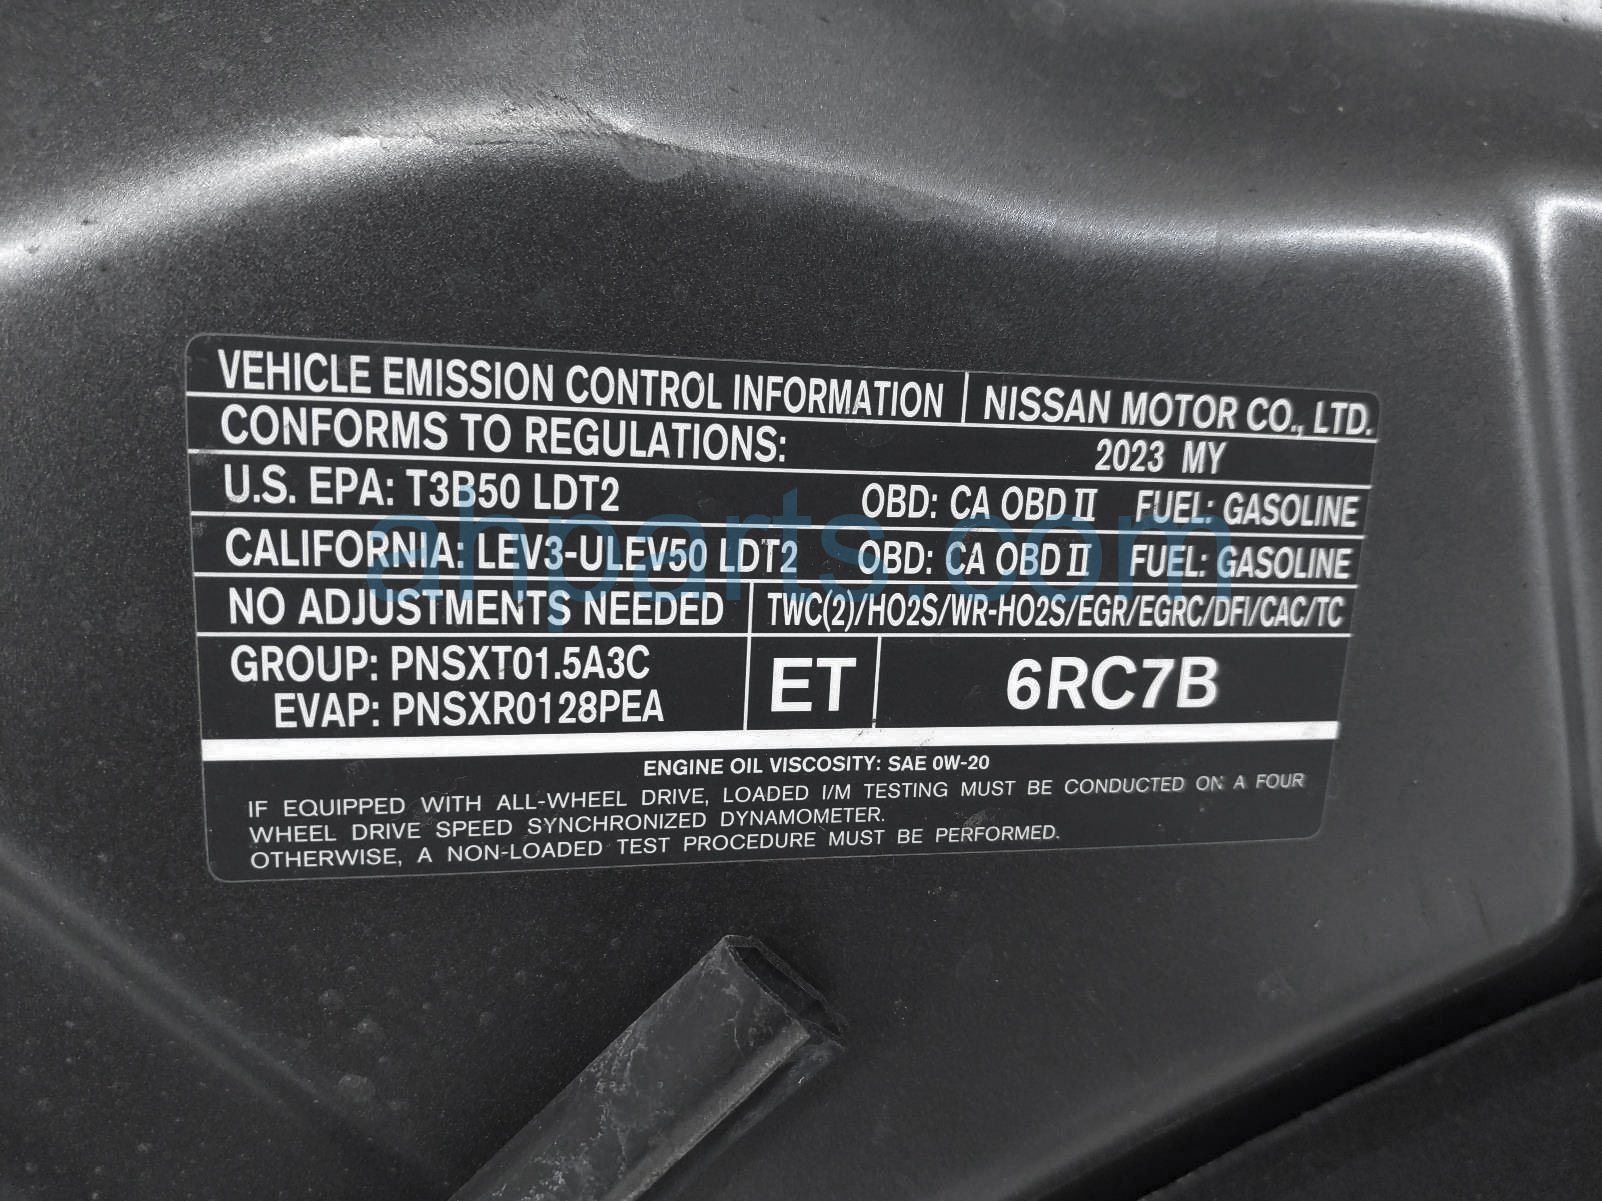 VEHICLE EMISSION CONTROL INFORMATION NISSAN MOTOR CO., LTD.
CONFORMS TO REGULATIONS: 2023 MY
U.S. EPA: T3B50 LDT2 OBD: CA OBD II FUEL: GASOLINE
CALIFORNIA: LEV3-ULEV50 LDT2 OBD: CA OBD II FUEL: GASOLINE
NO ADJUSTMENTS NEEDED TWC(2)/HO2S/WR-HO2S/EGR/EGRC/DFI/CAC/TC
GROUP: PNSXT01.5A3C
EVAP: PNSXR0128PEA
ET 6RC7B
ENGINE OIL VISCOSITY: SAE 0W-20
IF EQUIPPED WITH ALL-WHEEL DRIVE, LOADED I/M TESTING MUST BE CONDUCTED ON A FOUR
WHEEL DRIVE SPEED SYNCHRONIZED DYNAMOMETER.
OTHERWISE, A NON-LOADED TEST PROCEDURE MUST BE PERFORMED.
ahparts.com